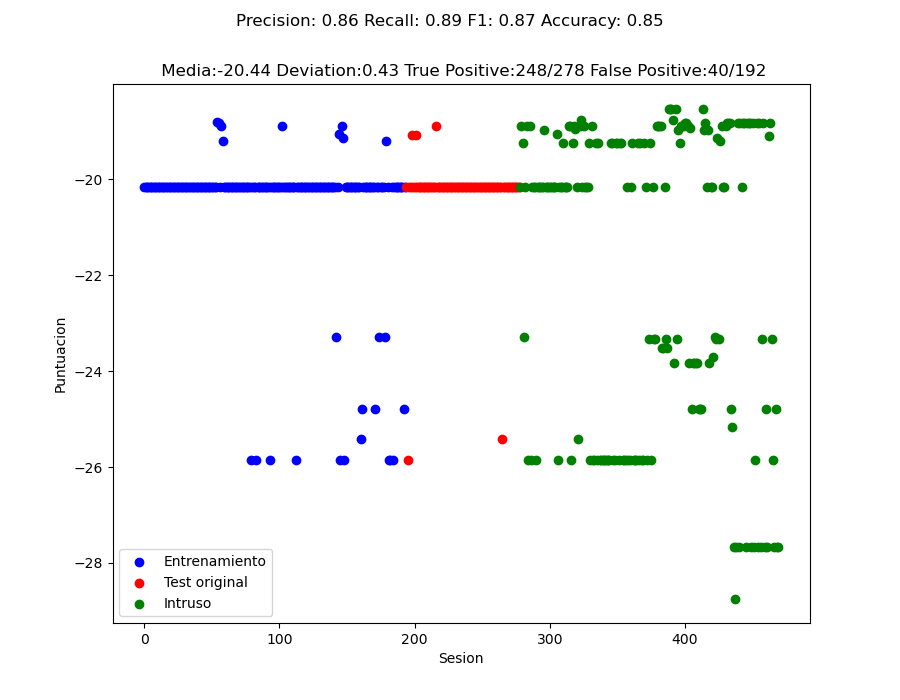 Precision: 0.86 Recall: 0.89 F1: 0.87 Accuracy: 0.85
Media:-20.44 Deviation:0.43 True Positive:248/278 False Positive:40/192
−20
−22
−24
−26
−28
Puntuacion
Entrenamiento
Test original
Intruso
0 100 200 300 400
Sesion